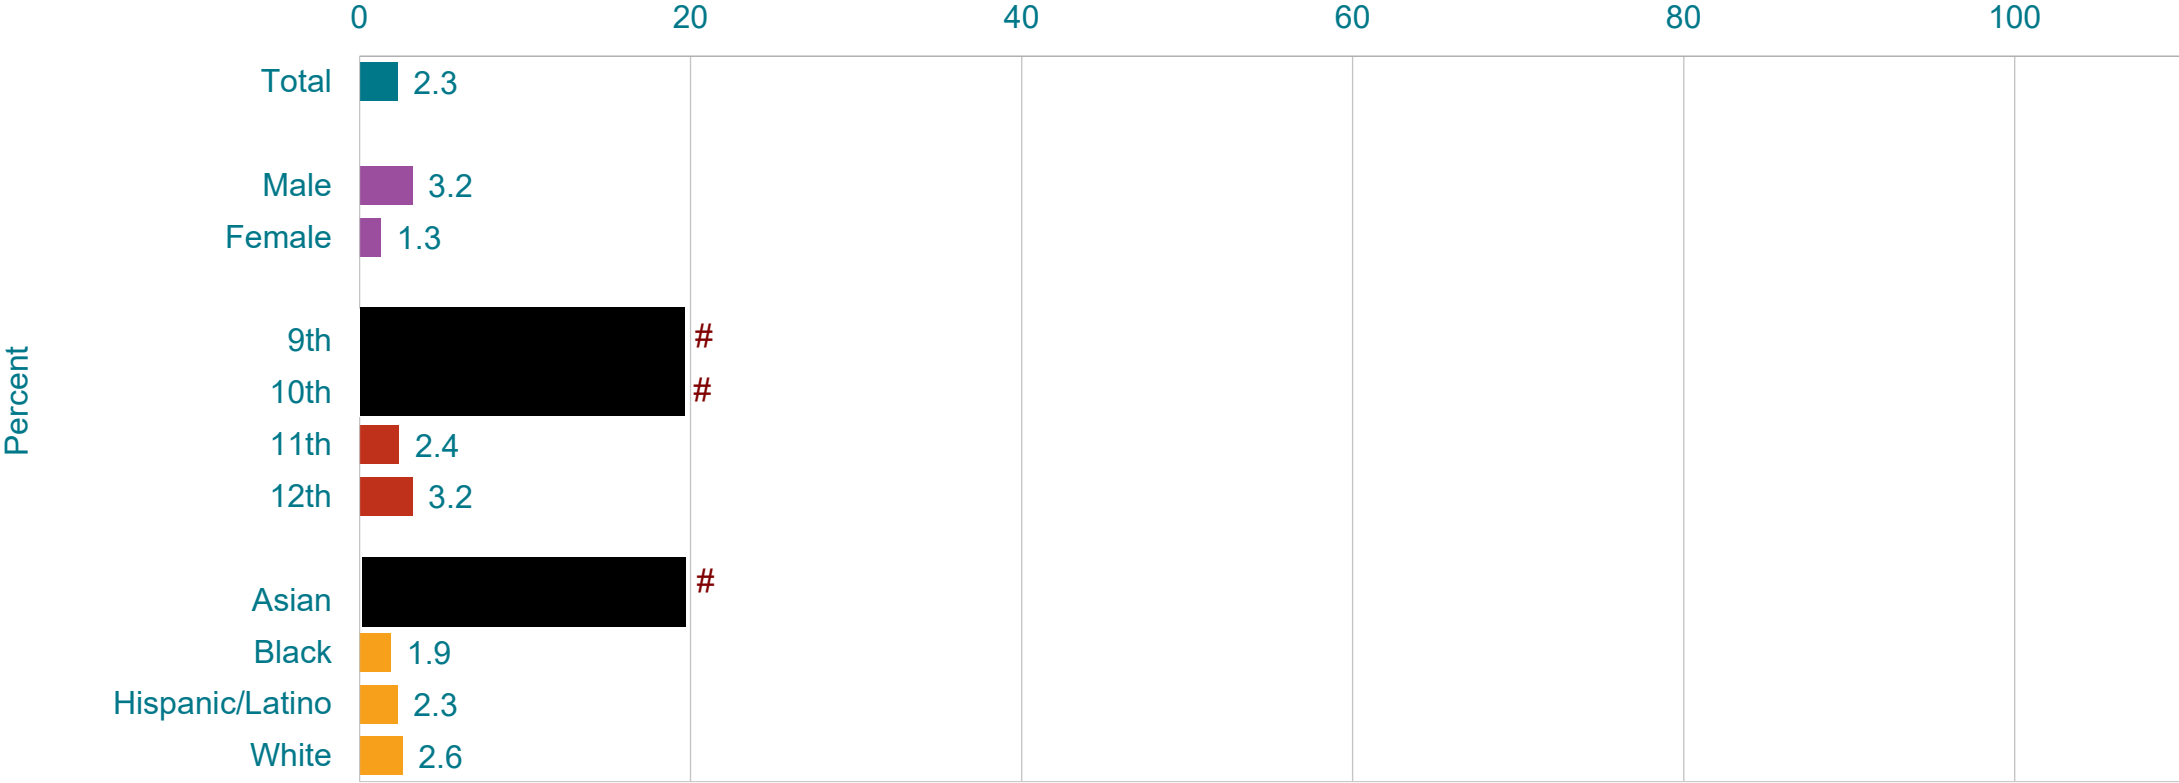 0 20 40 60 80 100
Total 2.3
Male 3.2
Female 1.3
9th #
10th #
11th 2.4
12th 3.2
Asian #
Black 1.9
Hispanic/Latino 2.3
White 2.6
Percent